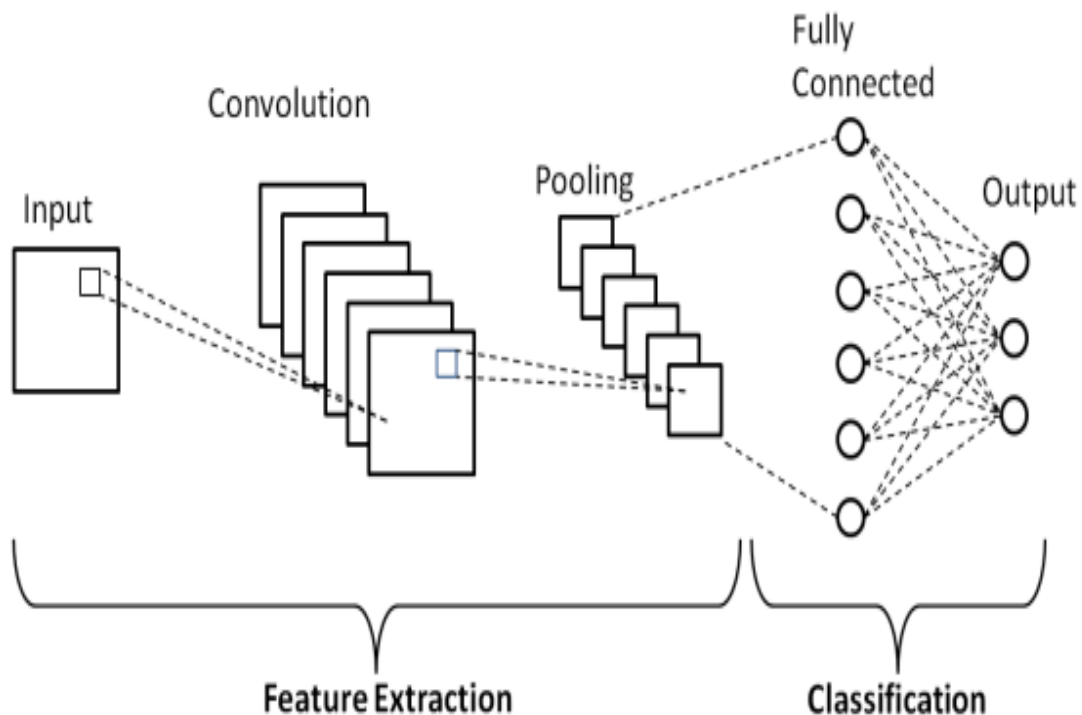 Fully
Connected
Convolution
Pooling
Output
Input
Feature Extraction
Classification